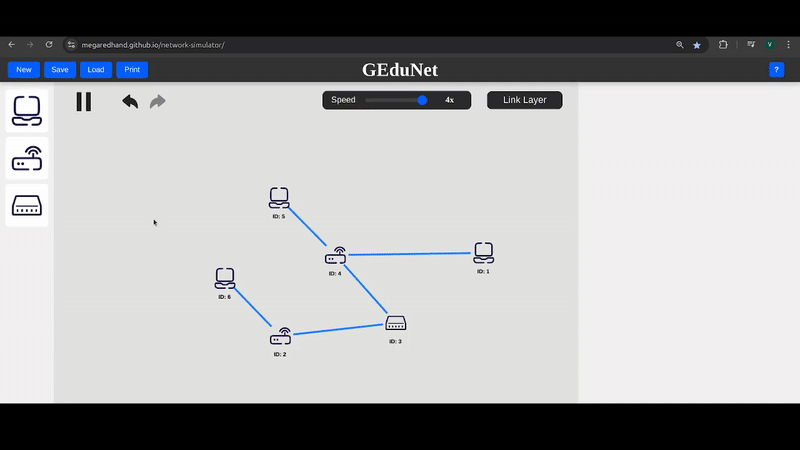 megaredhand.github.io/network-simulator/
V
New Save Load Print
GEduNet
?
Speed 4x
Link Layer
ID: 5
ID: 4
ID: 1
ID: 6
ID: 3
ID: 2